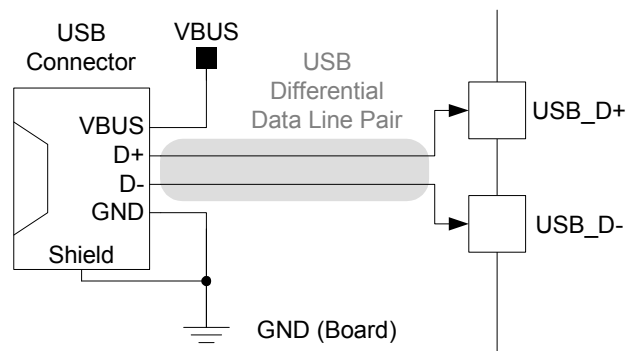 USB
Connector
VBUS
USB
Differential
Data Line Pair
VBUS
D+
D-
GND
Shield
USB_D+
USB_D-
GND (Board)